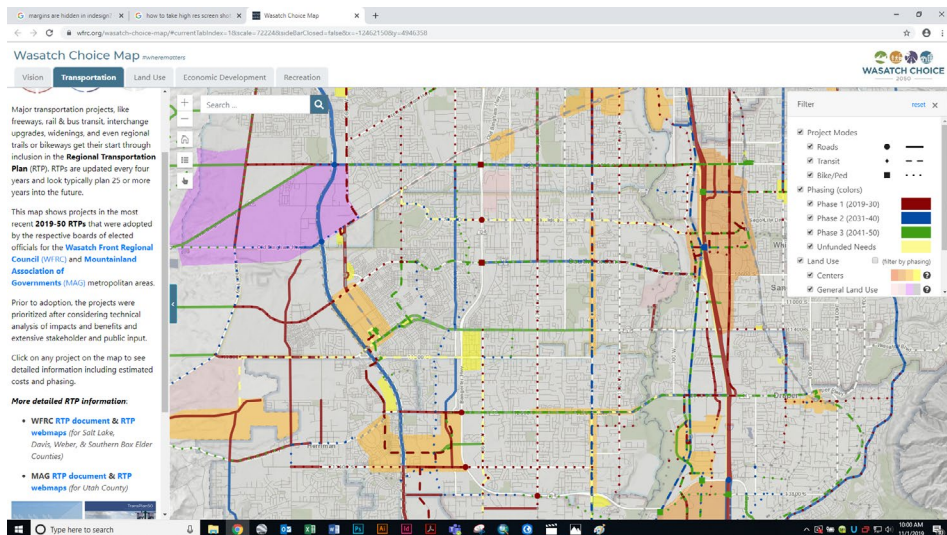 margins are hidden in indesign?
how to take high res screen sho
Wasatch Choice Map
wfrc.org/wasatch-choice-map/#currentTabIndex=1&scale=72224&sideBarClosed=false&x=-12462150&y=4946358
Wasatch Choice Map #wherematters
WASATCH CHOICE
2050
Vision
Transportation
Land Use
Economic Development
Recreation
Major transportation projects, like
freeways, rail & bus transit, interchange
upgrades, widenings, and even regional
trails or bikeways get their start through
inclusion in the Regional Transportation
Plan (RTP). RTPs are updated every four
years and look typically plan 25 or more
years into the future.
This map shows projects in the most
recent 2019-50 RTPs that were adopted
by the respective boards of elected
officials for the Wasatch Front Regional
Council (WFRC) and Mountainland
Association of
Governments (MAG) metropolitan areas.
Prior to adoption, the projects were
prioritized after considering technical
analysis of impacts and benefits and
extensive stakeholder and public input.
Click on any project on the map to see
detailed information including estimated
costs and phasing.
More detailed RTP information:
• WFRC RTP document & RTP
webmaps (for Salt Lake,
Davis, Weber, & Southern Box Elder
Counties)
• MAG RTP document & RTP
webmaps (for Utah County)
Search ...
Filter
reset
Project Modes
Roads
Transit
Bike/Ped
Phasing (colors)
Phase 1 (2019-30)
Phase 2 (2031-40)
Phase 3 (2041-50)
Unfunded Needs
Land Use
(filter by phasing)
Centers
General Land Use
Type here to search
10:00 AM
11/1/2019